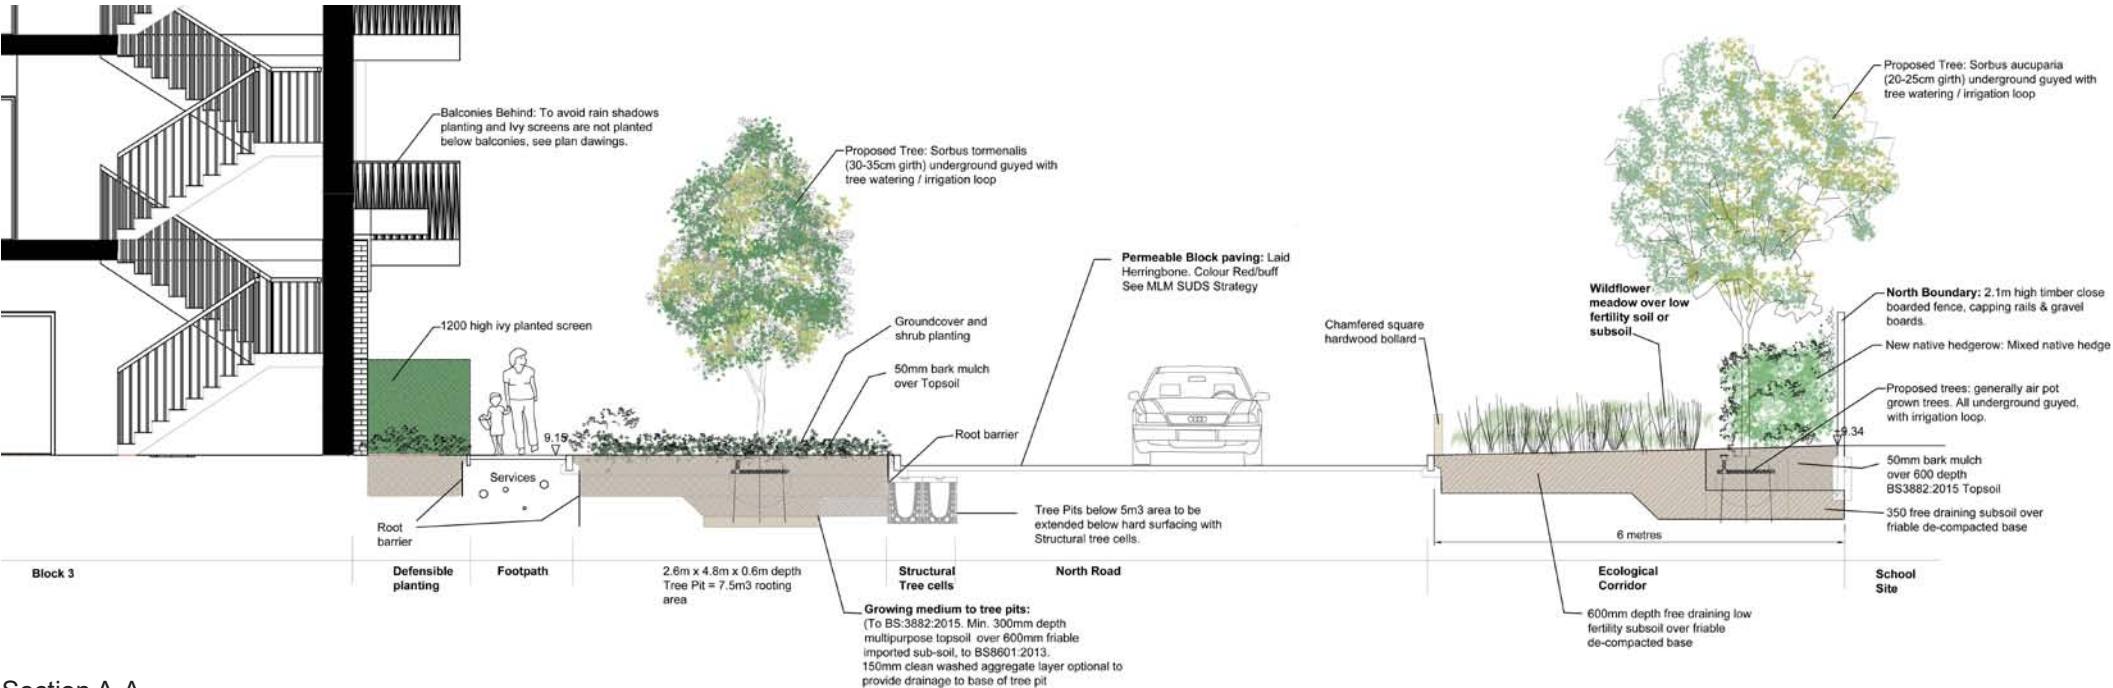 Balconies Behind: To avoid rain shadows
planting and Ivy screens are not planted
below balconies, see plan dawings.
Proposed Tree: Sorbus tormenalis
(30-35cm girth) underground guyed with
tree watering / irrigation loop
Proposed Tree: Sorbus aucuparia
(20-25cm girth) underground guyed with
tree watering / irrigation loop
Permeable Block paving: Laid
Herringbone. Colour Red/buff
See MLM SUDS Strategy
1200 high ivy planted screen
Groundcover and
shrub planting
50mm bark mulch
over Topsoil
Chamfered square
hardwood bollard
Wildflower
meadow over low
fertility soil or
subsoil
North Boundary: 2.1m high timber close
boarded fence, capping rails & gravel
boards.
New native hedgerow: Mixed native hedge
Proposed trees: generally air pot
grown trees. All underground guyed,
with irrigation loop.
9.15
Root barrier
9.34
50mm bark mulch
over 600 depth
BS3882:2015 Topsoil
Services
Root
barrier
Tree Pits below 5m3 area to be
extended below hard surfacing with
Structural tree cells.
350 free draining subsoil over
friable de-compacted base
6 metres
Block 3
Defensible
planting
Footpath
2.6m x 4.8m x 0.6m depth
Tree Pit = 7.5m3 rooting
area
Structural
Tree cells
North Road
Ecological
Corridor
School
Site
Growing medium to tree pits:
(To BS:3882:2015. Min. 300mm depth
multipurpose topsoil over 600mm friable
imported sub-soil, to BS8601:2013.
150mm clean washed aggregate layer optional to
provide drainage to base of tree pit
600mm depth free draining low
fertility subsoil over friable
de-compacted base
Section A-A